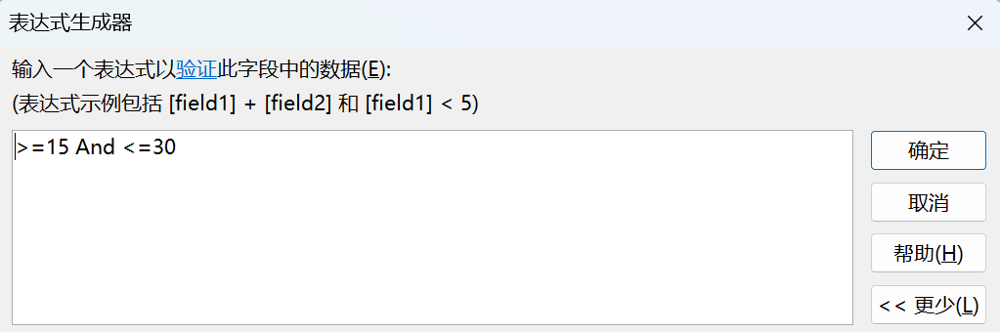 表达式生成器
输入一个表达式以验证此字段中的数据(E):
(表达式示例包括 [field1] + [field2] 和 [field1] < 5)
>=15 And <=30
确定
取消
帮助(H)
<< 更少(L)